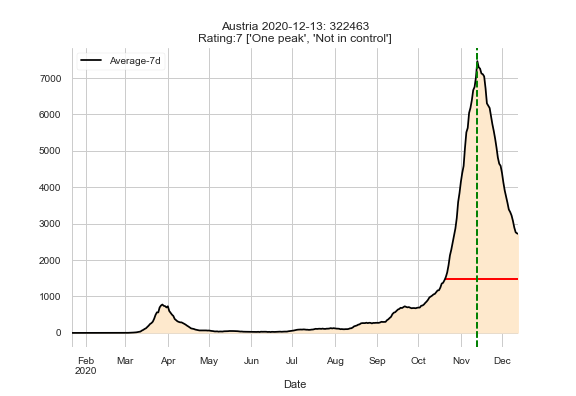 Austria 2020-12-13: 322463
Rating:7 ['One peak', 'Not in control']
Average-7d
7000
6000
5000
4000
3000
2000
1000
0
Feb Mar Apr May Jun Jul Aug Sep Oct Nov Dec
2020
Date